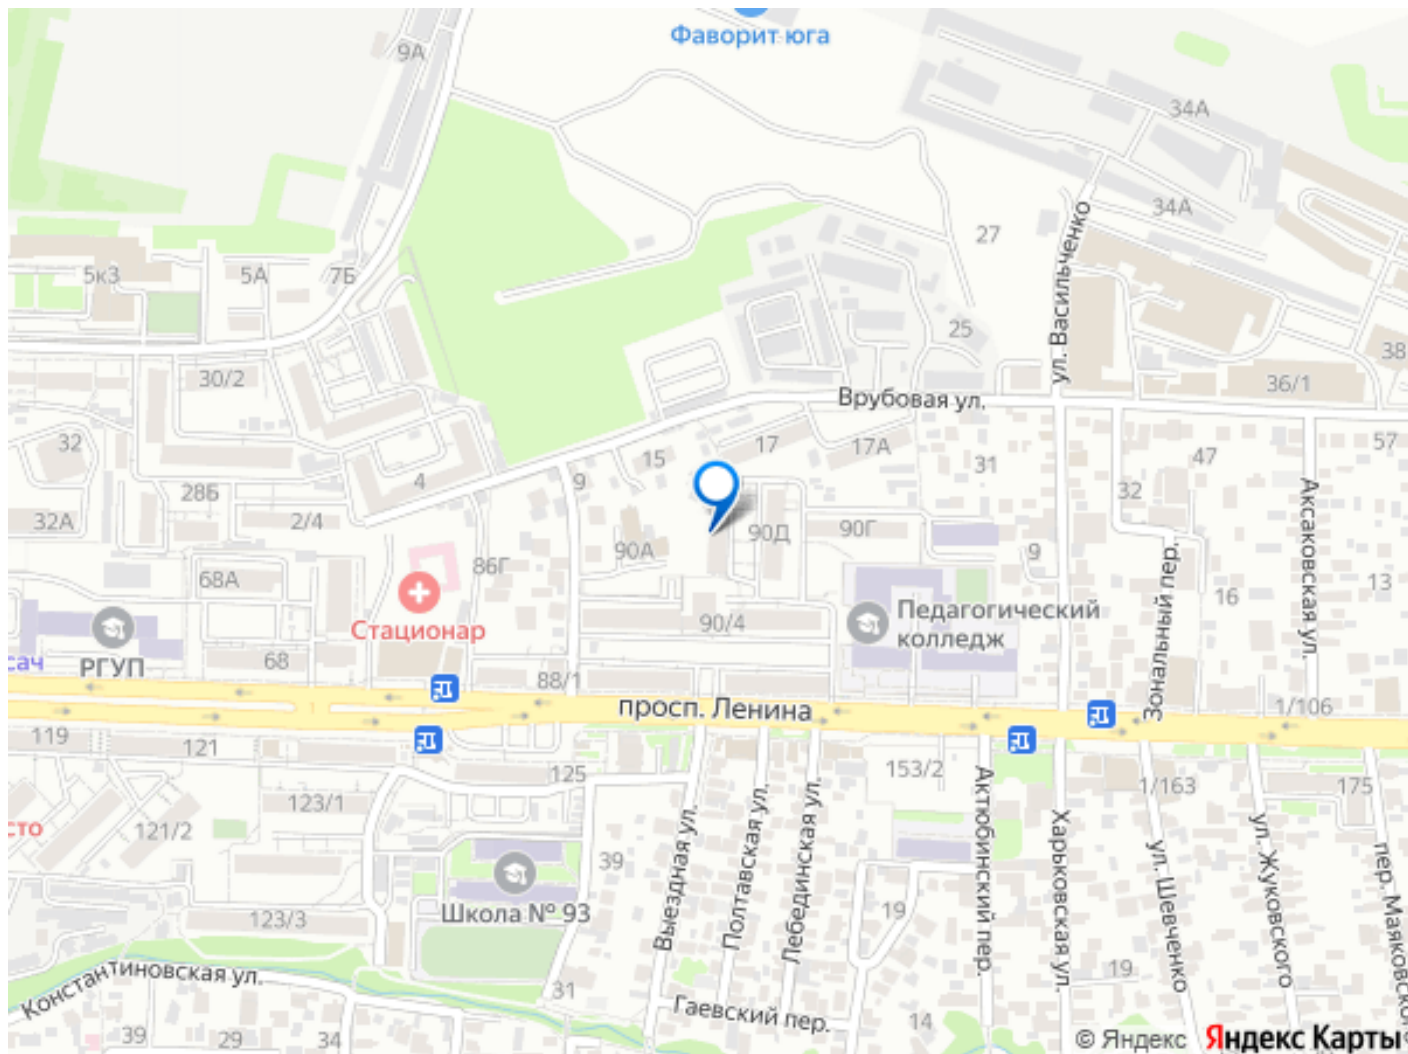 Фаворит юга
9А
34А
34А
27
ул. Васильченко
5к3
5А
7Б
25
38
30/2
36/1
Врубовая ул.
32
4
9
15
17
17А
31
47
57
28Б
32А
2/4
32
Аксаковская ул.
90А
90Д
90Г
9
86Г
68А
13
16
Зональный пер.
Стационар
90/4
Педагогический
колледж
сач
РГУП
68
88/1
просп. Ленина
1/106
119
121
125
153/2
1/163
175
123/1
сто
121/2
39
Школа № 93
123/3
Выездная ул.
Полтавская ул.
Лебединская ул.
19
Актюбинский пер.
Харьковская ул.
ул. Шевченко
ул. Жуковского
пер. Маяковского
Константиновская ул.
31
19
Гаевский пер.
14
39
29
34
© Яндекс Яндекс Карты